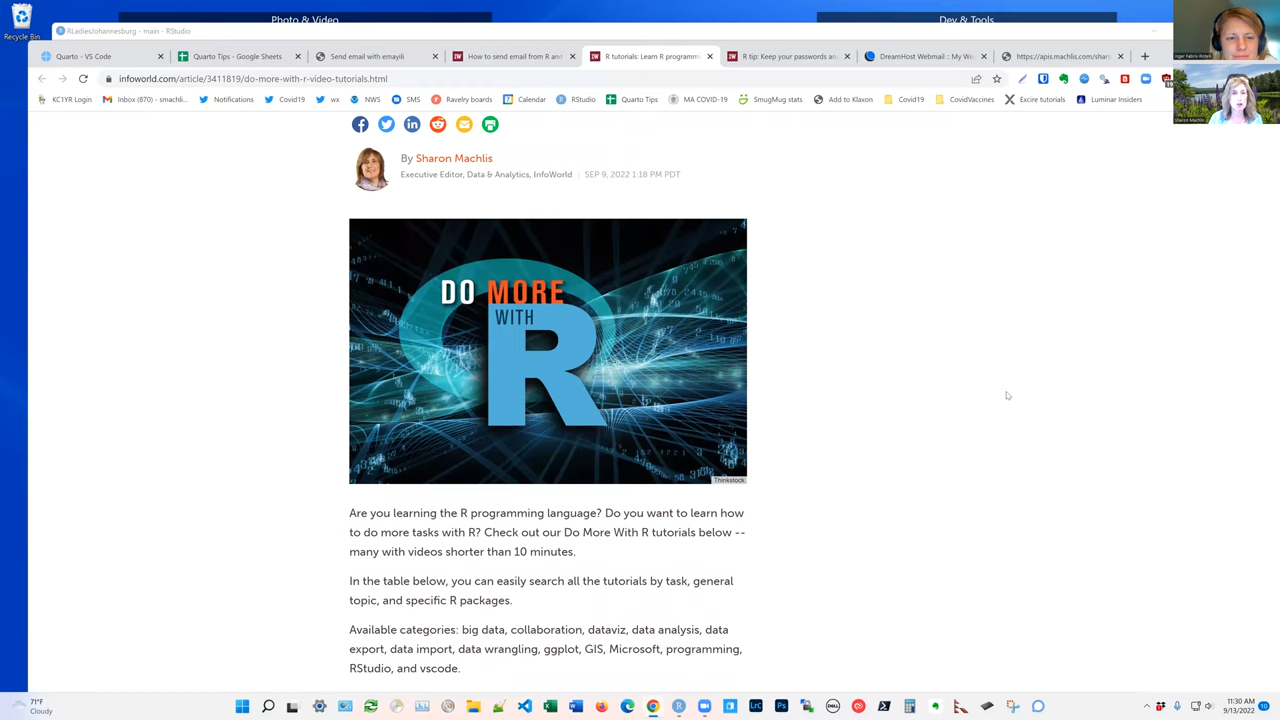 Photo & Video
Dev & Tools
Recycle Bin
RLadiesJohannesburg - main - RStudio
Quarto - VS Code
Quarto Tips - Google Sheets
Send email with emayili
How to send email from R and
R tutorials: Learn R programm
R tip: Keep your passwords and
DreamHost Webmail :: My We
https://apis.machlis.com/shar
infoworld.com/article/3411819/do-more-with-r-video-tutorials.html
KC1YR Login
Inbox (870) - smachli...
Notifications
Covid19
wx
NWS
SMS
Ravelry boards
Calendar
RStudio
Quarto Tips
MA COVID-19
SmugMug stats
Add to Klaxon
Covid19
CovidVaccines
Excire tutorials
Luminar Insiders
Sharon Machlis
By Sharon Machlis
Executive Editor, Data & Analytics, InfoWorld | SEP 9, 2022 1:18 PM PDT
DO MORE
WITH
R
Thinkstock
Are you learning the R programming language? Do you want to learn how
to do more tasks with R? Check out our Do More With R tutorials below --
many with videos shorter than 10 minutes.
In the table below, you can easily search all the tutorials by task, general
topic, and specific R packages.
Available categories: big data, collaboration, dataviz, data analysis, data
export, data import, data wrangling, ggplot, GIS, Microsoft, programming,
RStudio, and vscode.
71°F
Cloudy
11:30 AM
9/13/2022